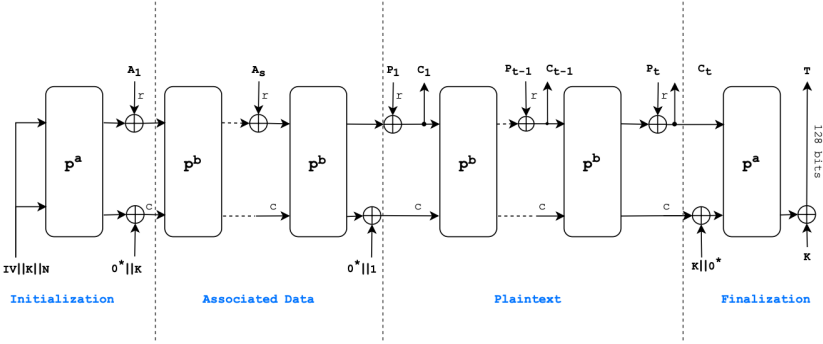 A1 As P1 C1 Pt-1 Ct-1 Pt Ct T
r r r r r
pa pb pb pb pb pa
128 bits
c c c c c
IV||K||N 0*||K 0*||1 K||0* K
Initialization Associated Data Plaintext Finalization